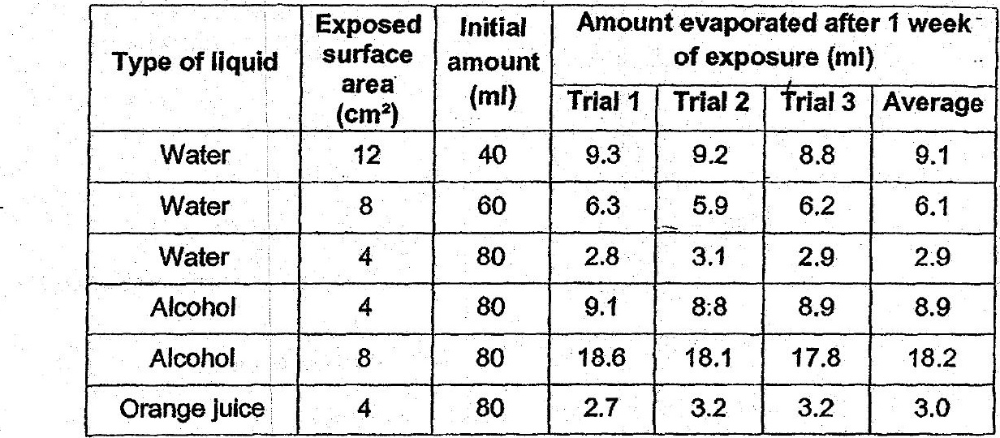 Type of liquid
Exposed
surface
area
(cm²)
Initial
amount
(ml)
Amount evaporated after 1 week
of exposure (ml)
Trial 1 Trial 2 Trial 3 Average
Water 12 40 9.3 9.2 8.8 9.1
Water 8 60 6.3 5.9 6.2 6.1
Water 4 80 2.8 3.1 2.9 2.9
Alcohol 4 80 9.1 8:8 8.9 8.9
Alcohol 8 80 18.6 18.1 17.8 18.2
Orange juice 4 80 2.7 3.2 3.2 3.0